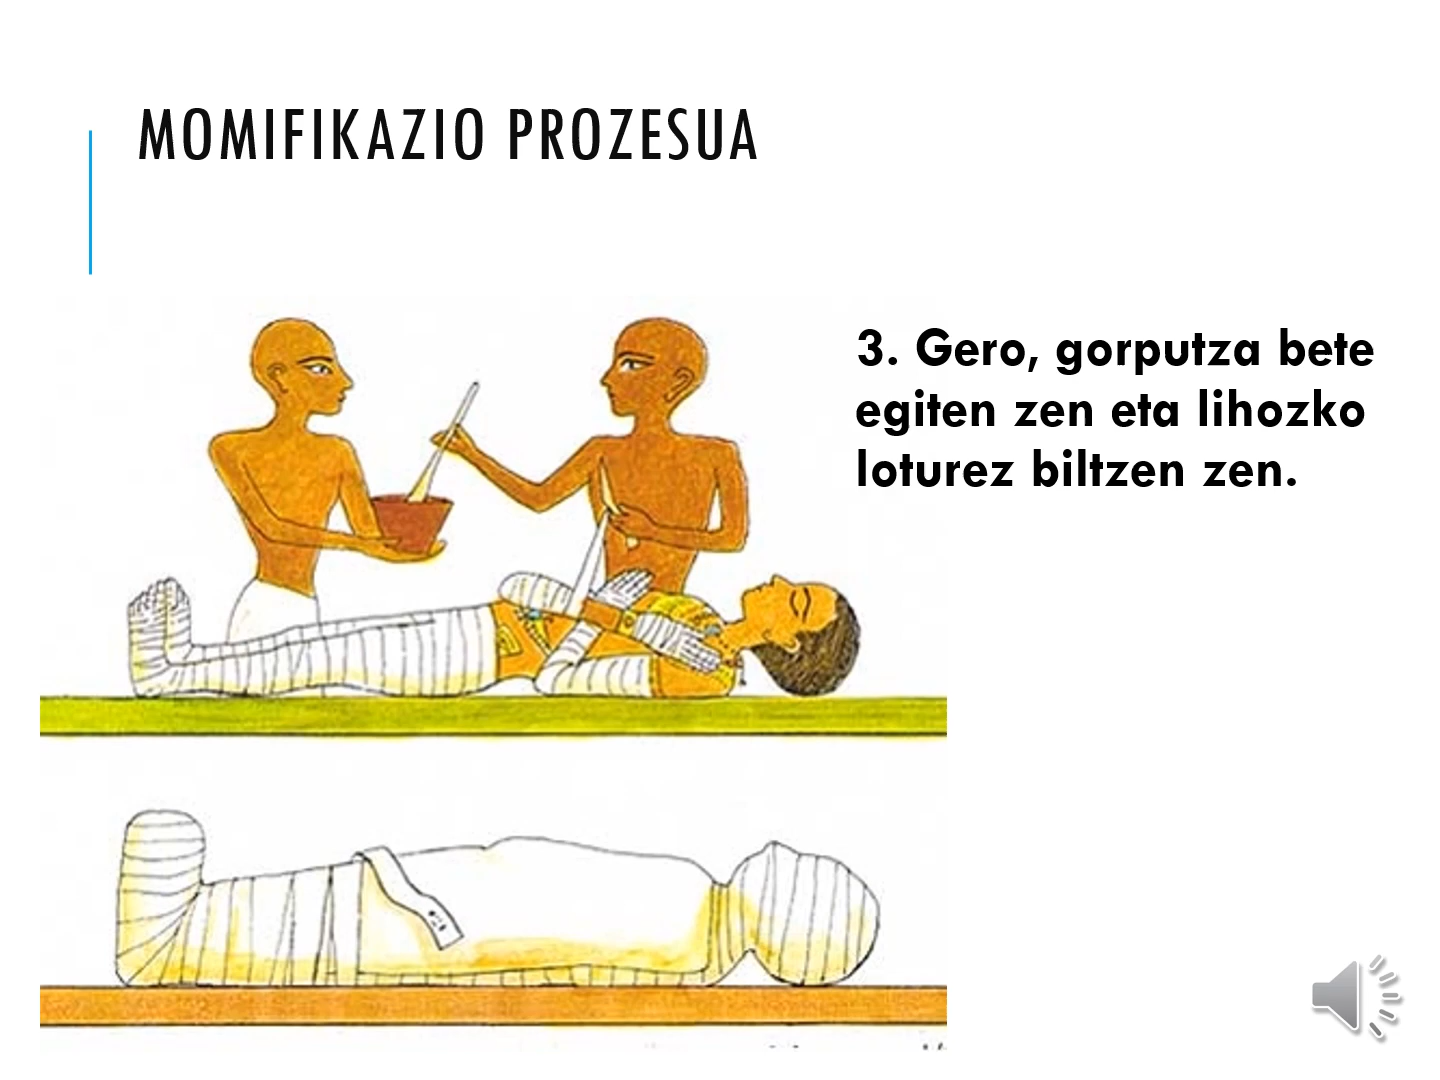 MOMIFIKAZIO PROZESUA
3. Gero, gorputza bete
egiten zen eta lihozko
loturez biltzen zen.